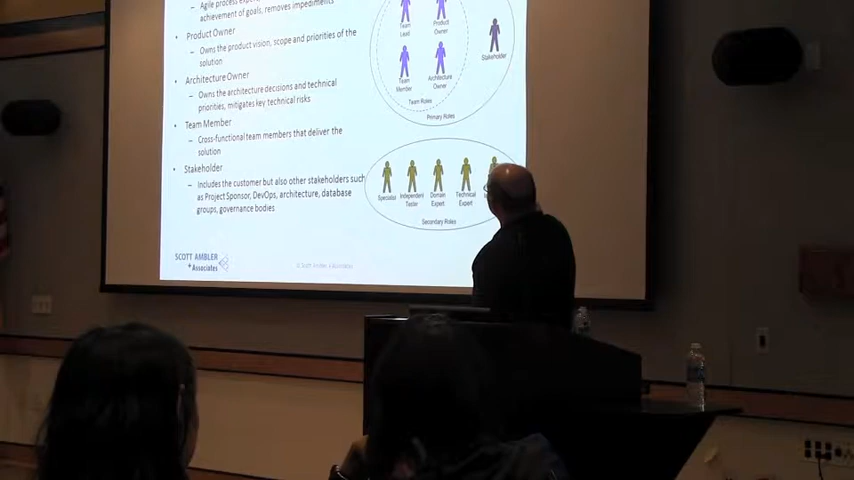 – Agile process expert,
achievement of goals, removes impediments
• Product Owner
– Owns the product vision, scope and priorities of the
solution
• Architecture Owner
– Owns the architecture decisions and technical
priorities, mitigates key technical risks
• Team Member
– Cross-functional team members that deliver the
solution
• Stakeholder
– Includes the customer but also other stakeholders such
as Project Sponsor, DevOps, architecture, database
groups, governance bodies
Team
Lead
Product
Owner
Stakeholder
Team
Member
Architecture
Owner
Team Roles
Primary Roles
Specialist
Independent
Tester
Domain
Expert
Technical
Expert
Secondary Roles
SCOTT AMBLER
+ Associates
© Scott Ambler + Associates